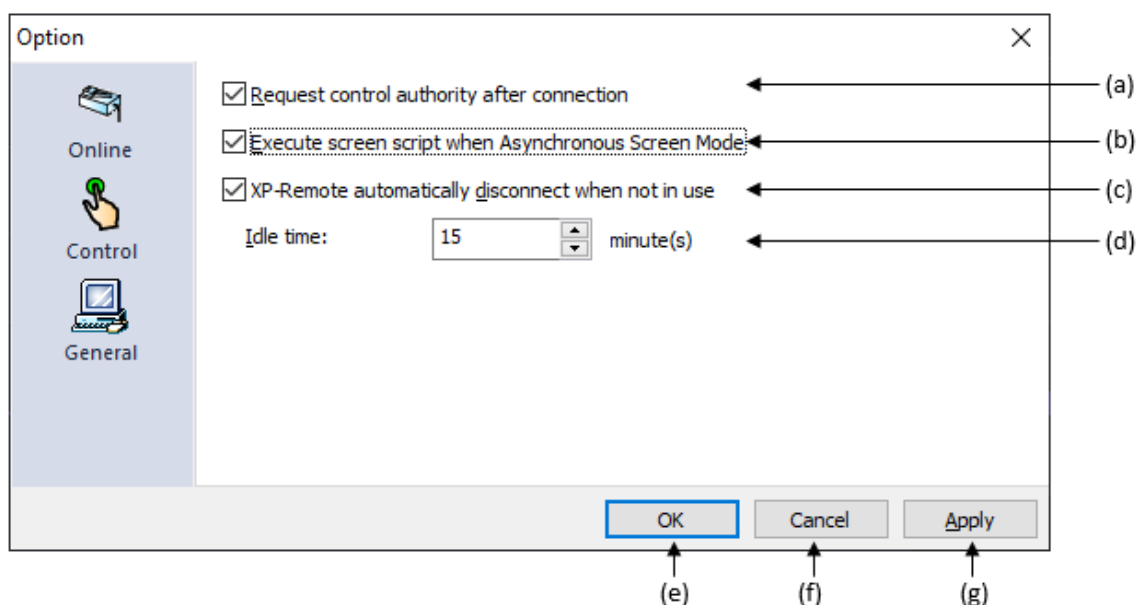 Option
Online
Control
General
Request control authority after connection
(a)
Execute screen script when Asynchronous Screen Mode
(b)
XP-Remote automatically disconnect when not in use
(c)
Idle time: 15 minute(s)
(d)
OK Cancel Apply
(e) (f) (g)